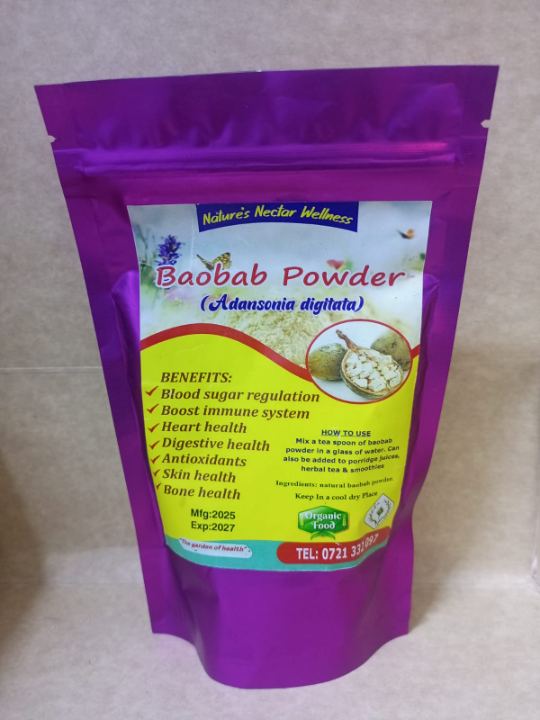 Nature's Nectar Wellness
Baobab Powder
(Adansonia digitata)
BENEFITS:
Blood sugar regulation
Boost immune system
Heart health
Digestive health
Antioxidants
Skin health
Bone health
Mfg:2025
Exp:2027
HOW TO USE
Mix a tea spoon of baobab
powder in a glass of water. Can
also be added to porridge juices,
herbal tea & smoothies
Ingredients: natural baobab powder.
Keep In a cool dry Place
Organic
Food
"The garden of health"
TEL: 0721 331097